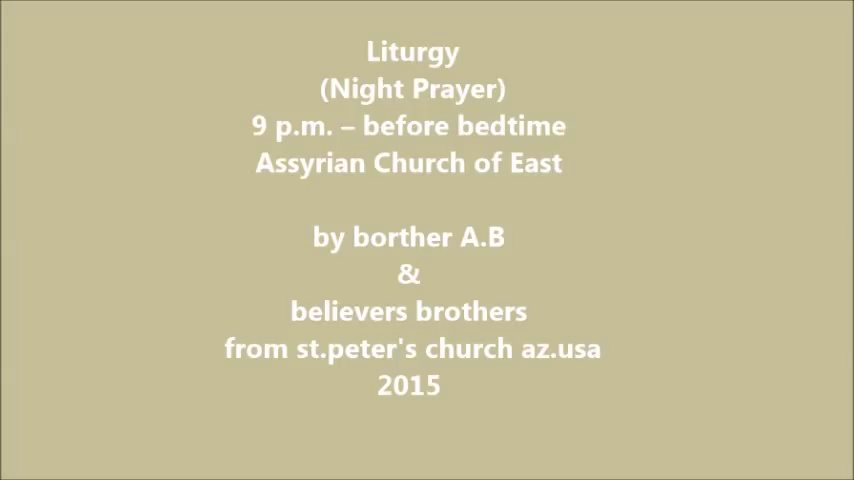 Liturgy
(Night Prayer)
9 p.m. – before bedtime
Assyrian Church of East
by borther A.B
&
believers brothers
from st.peter's church az.usa
2015